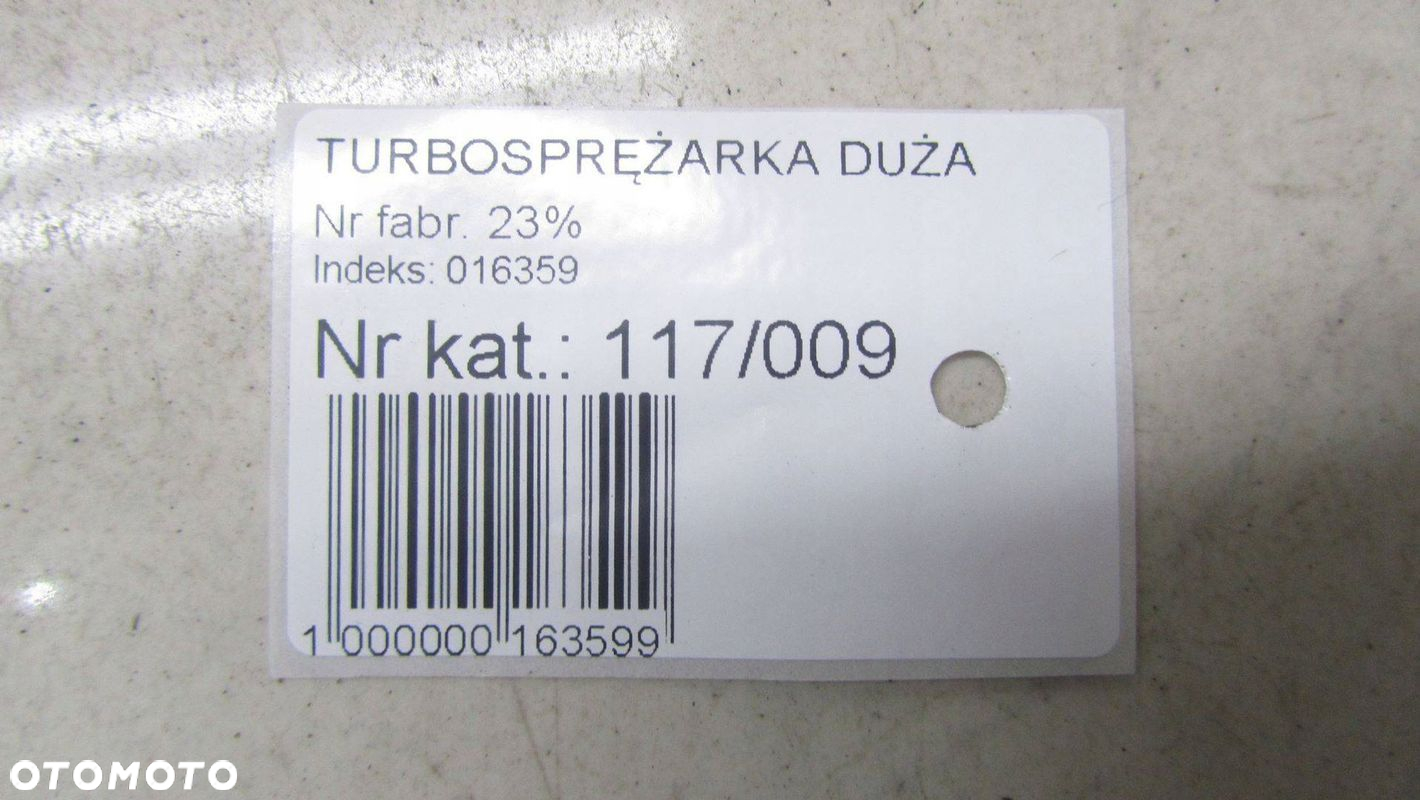 TURBOSPRĘŻARKA DUŻA
Nr fabr. 23%
Indeks: 016359
Nr kat.: 117/009
1 000000 163599
OTOMOTO